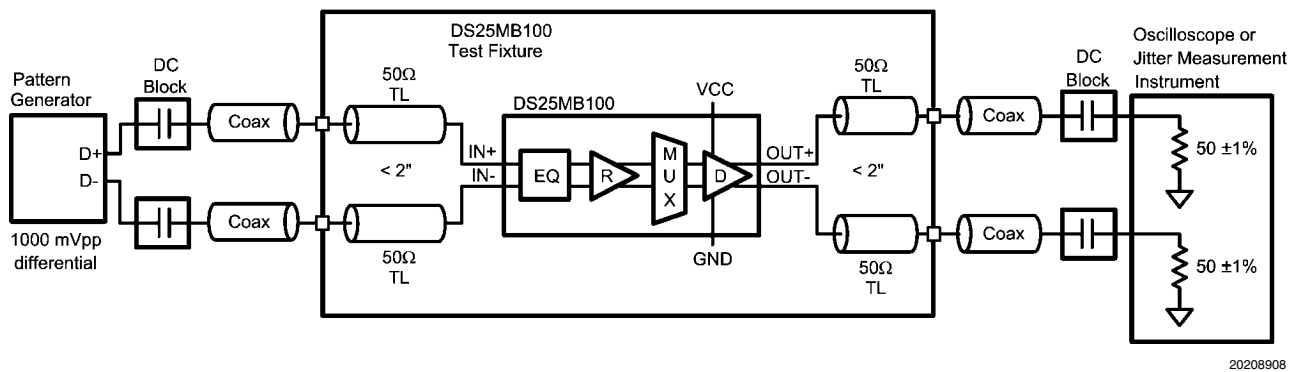 DS25MB100
Test Fixture
Oscilloscope or
Jitter Measurement
Instrument
Pattern
Generator
DC
Block
50Ω
TL
DS25MB100
VCC
50Ω
TL
DC
Block
Coax
Coax
D+
D-
IN+
IN-
< 2"
EQ
R
M
U
X
D
OUT+
OUT-
< 2"
50 ±1%
Coax
Coax
1000 mVpp
differential
50Ω
TL
GND
50Ω
TL
50 ±1%
20208908